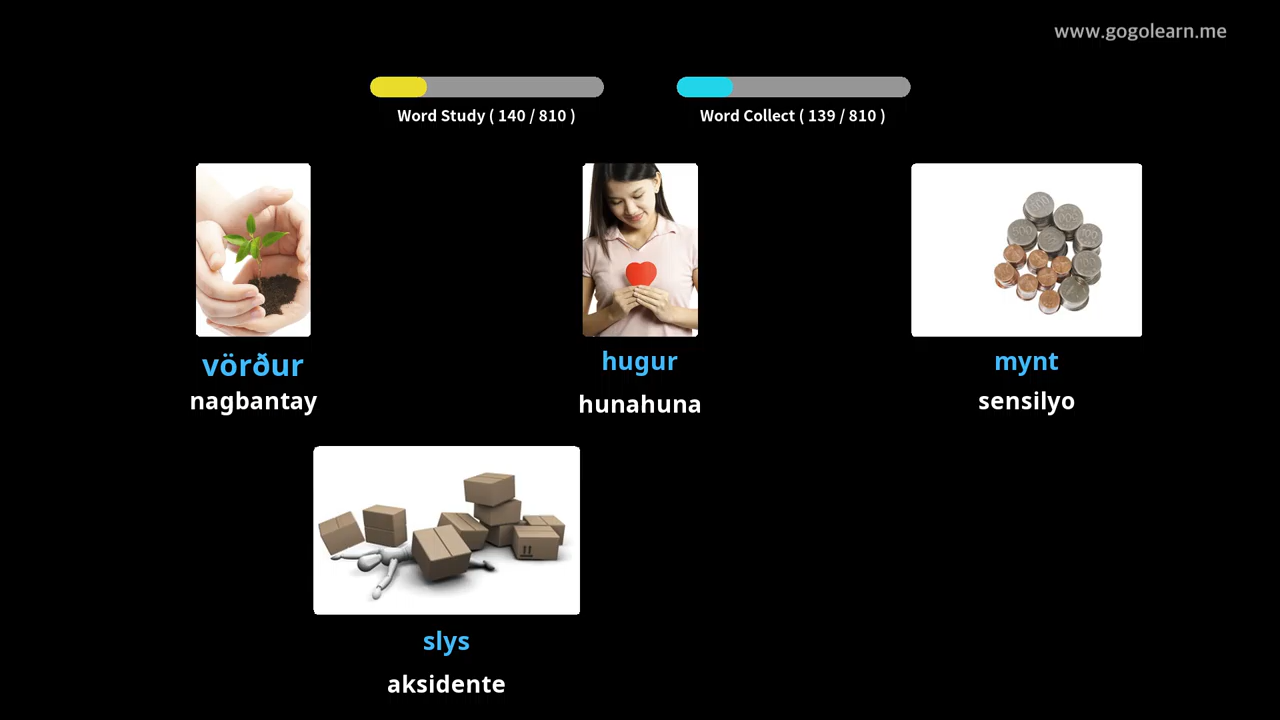 www.gogolearn.me
Word Study ( 140 / 810 )
Word Collect ( 139 / 810 )
vörður
nagbantay
hugur
hunahuna
mynt
sensilyo
slys
aksidente